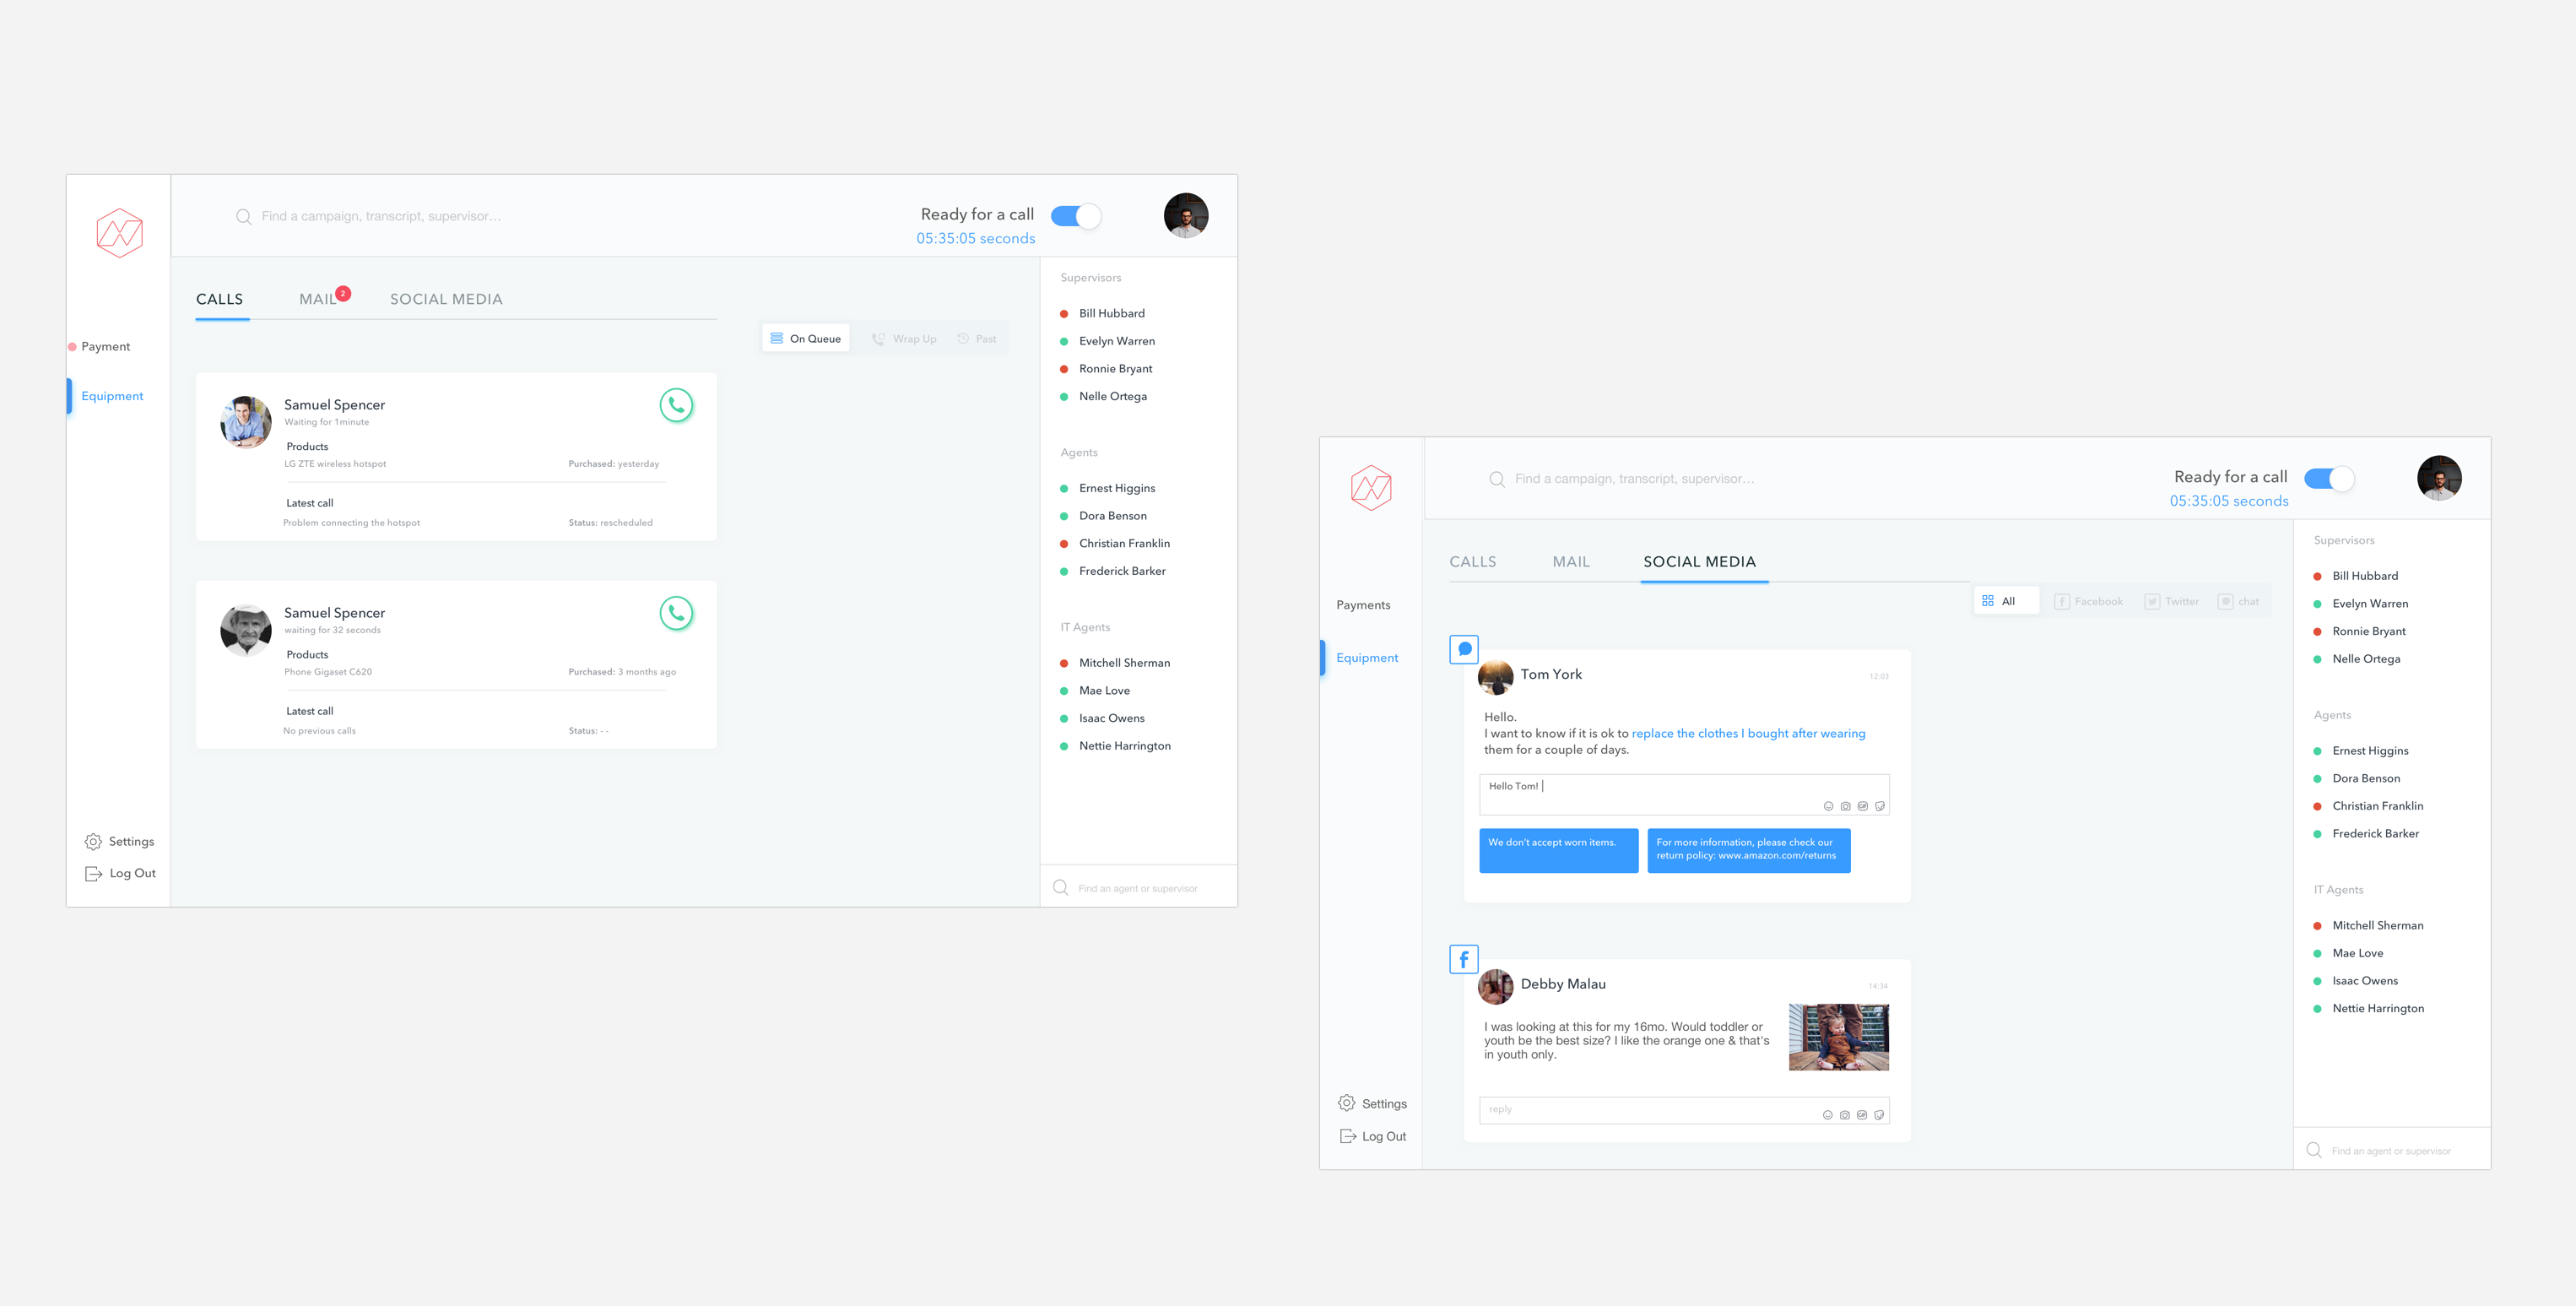 Find a campaign, transcript, supervisor...
Ready for a call
05:35:05 seconds
Payment
Equipment
Settings
Log Out
CALLS
MAIL
2
SOCIAL MEDIA
On Queue
Wrap Up
Past
Samuel Spencer
Waiting for 1minute
Products
LG ZTE wireless hotspot
Purchased: yesterday
Latest call
Problem connecting the hotspot
Status: rescheduled
Samuel Spencer
waiting for 32 seconds
Products
Phone Gigaset C620
Purchased: 3 months ago
Latest call
No previous calls
Status: - -
Supervisors
Bill Hubbard
Evelyn Warren
Ronnie Bryant
Nelle Ortega
Agents
Ernest Higgins
Dora Benson
Christian Franklin
Frederick Barker
IT Agents
Mitchell Sherman
Mae Love
Isaac Owens
Nettie Harrington
Find an agent or supervisor
Find a campaign, transcript, supervisor...
Ready for a call
05:35:05 seconds
Payments
Equipment
Settings
Log Out
CALLS
MAIL
SOCIAL MEDIA
All
Facebook
Twitter
chat
Tom York
12:03
Hello.
I want to know if it is ok to replace the clothes I bought after wearing
them for a couple of days.
Hello Tom!
We don't accept worn items.
For more information, please check our
return policy: www.amazon.com/returns
Debby Malau
14:34
I was looking at this for my 16mo. Would toddler or
youth be the best size? I like the orange one & that's
in youth only.
reply
Supervisors
Bill Hubbard
Evelyn Warren
Ronnie Bryant
Nelle Ortega
Agents
Ernest Higgins
Dora Benson
Christian Franklin
Frederick Barker
IT Agents
Mitchell Sherman
Mae Love
Isaac Owens
Nettie Harrington
Find an agent or supervisor